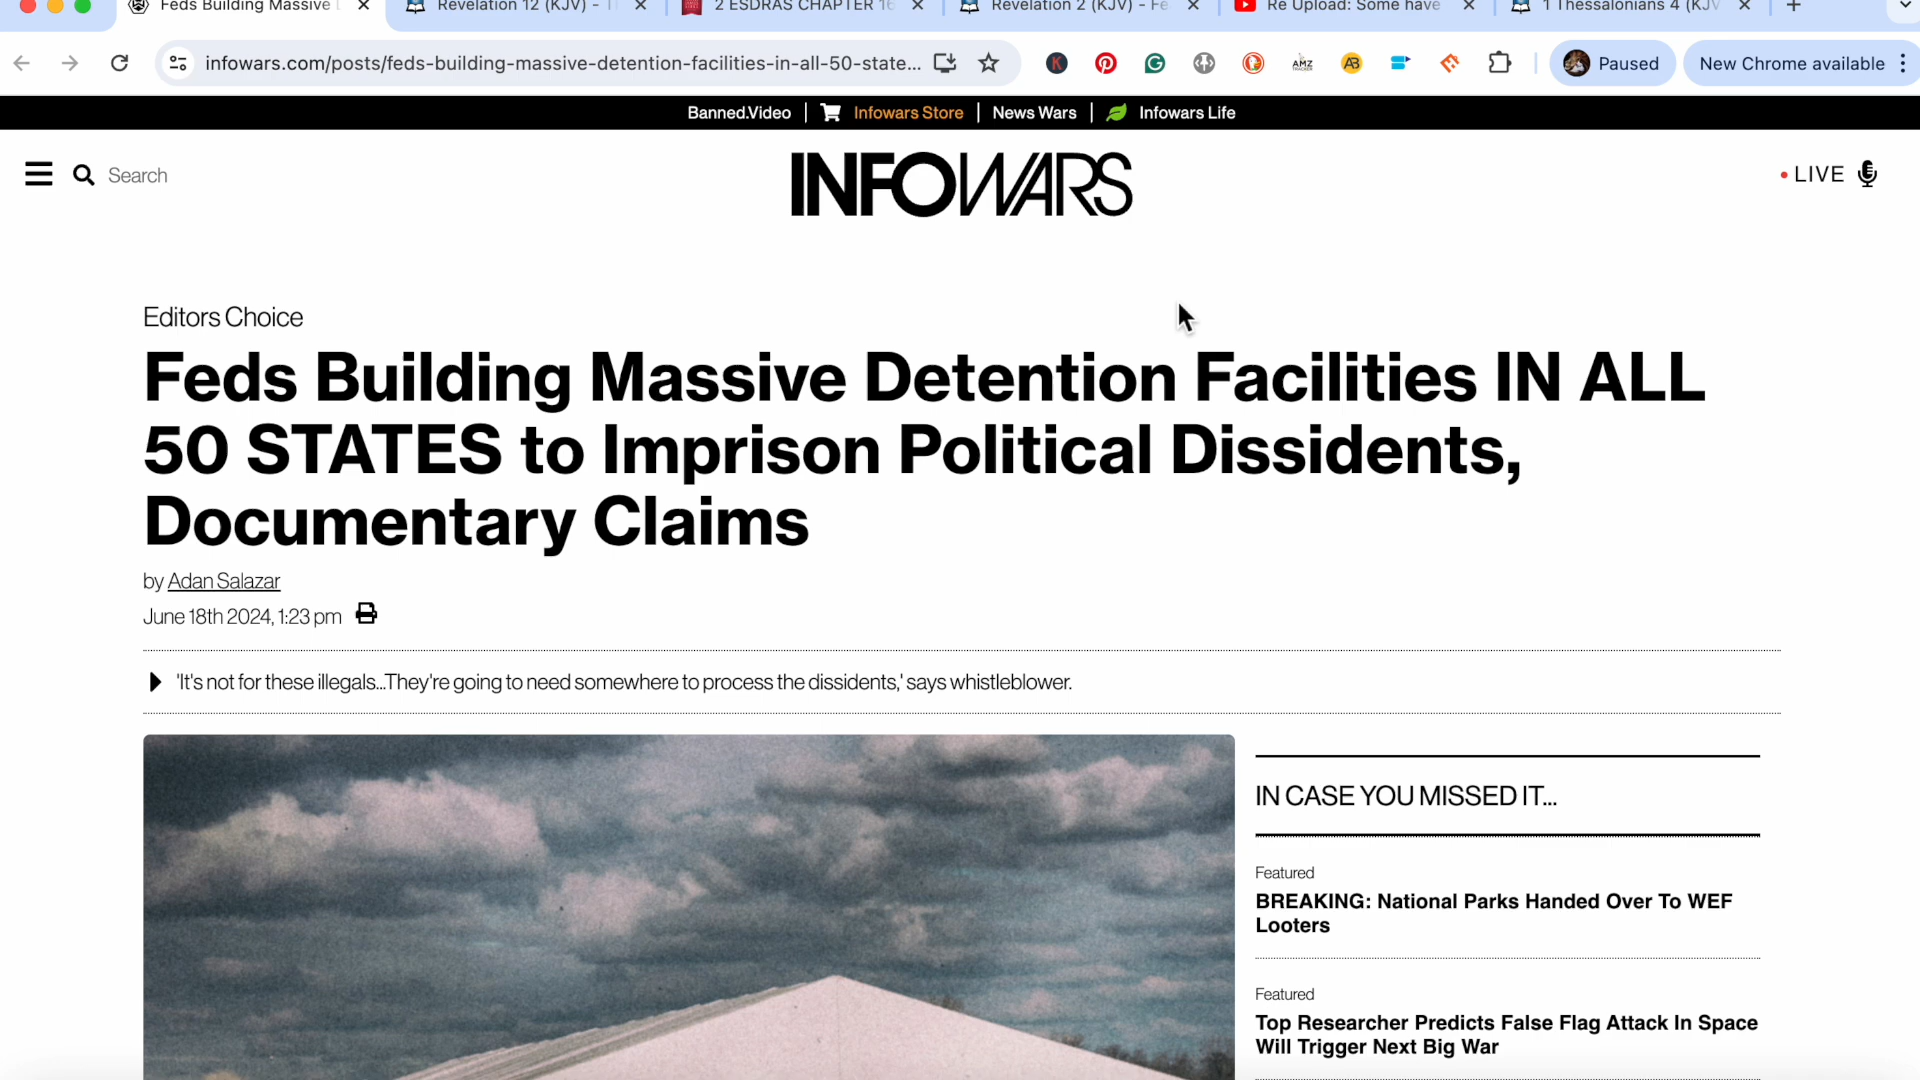 Feds Building Massive
Revelation 12 (KJV) - T
2 ESDRAS CHAPTER 16
Revelation 2 (KJV) - Fe
Re Upload: Some have
1 Thessalonians 4 (KJV
infowars.com/posts/feds-building-massive-detention-facilities-in-all-50-state...
Paused
New Chrome available
Banned.Video
Infowars Store
News Wars
Infowars Life
Search
INFOWARS
LIVE
Editors Choice
Feds Building Massive Detention Facilities IN ALL
50 STATES to Imprison Political Dissidents,
Documentary Claims
by Adan Salazar
June 18th 2024, 1:23 pm
'It's not for these illegals...They're going to need somewhere to process the dissidents,' says whistleblower.
IN CASE YOU MISSED IT...
Featured
BREAKING: National Parks Handed Over To WEF
Looters
Featured
Top Researcher Predicts False Flag Attack In Space
Will Trigger Next Big War